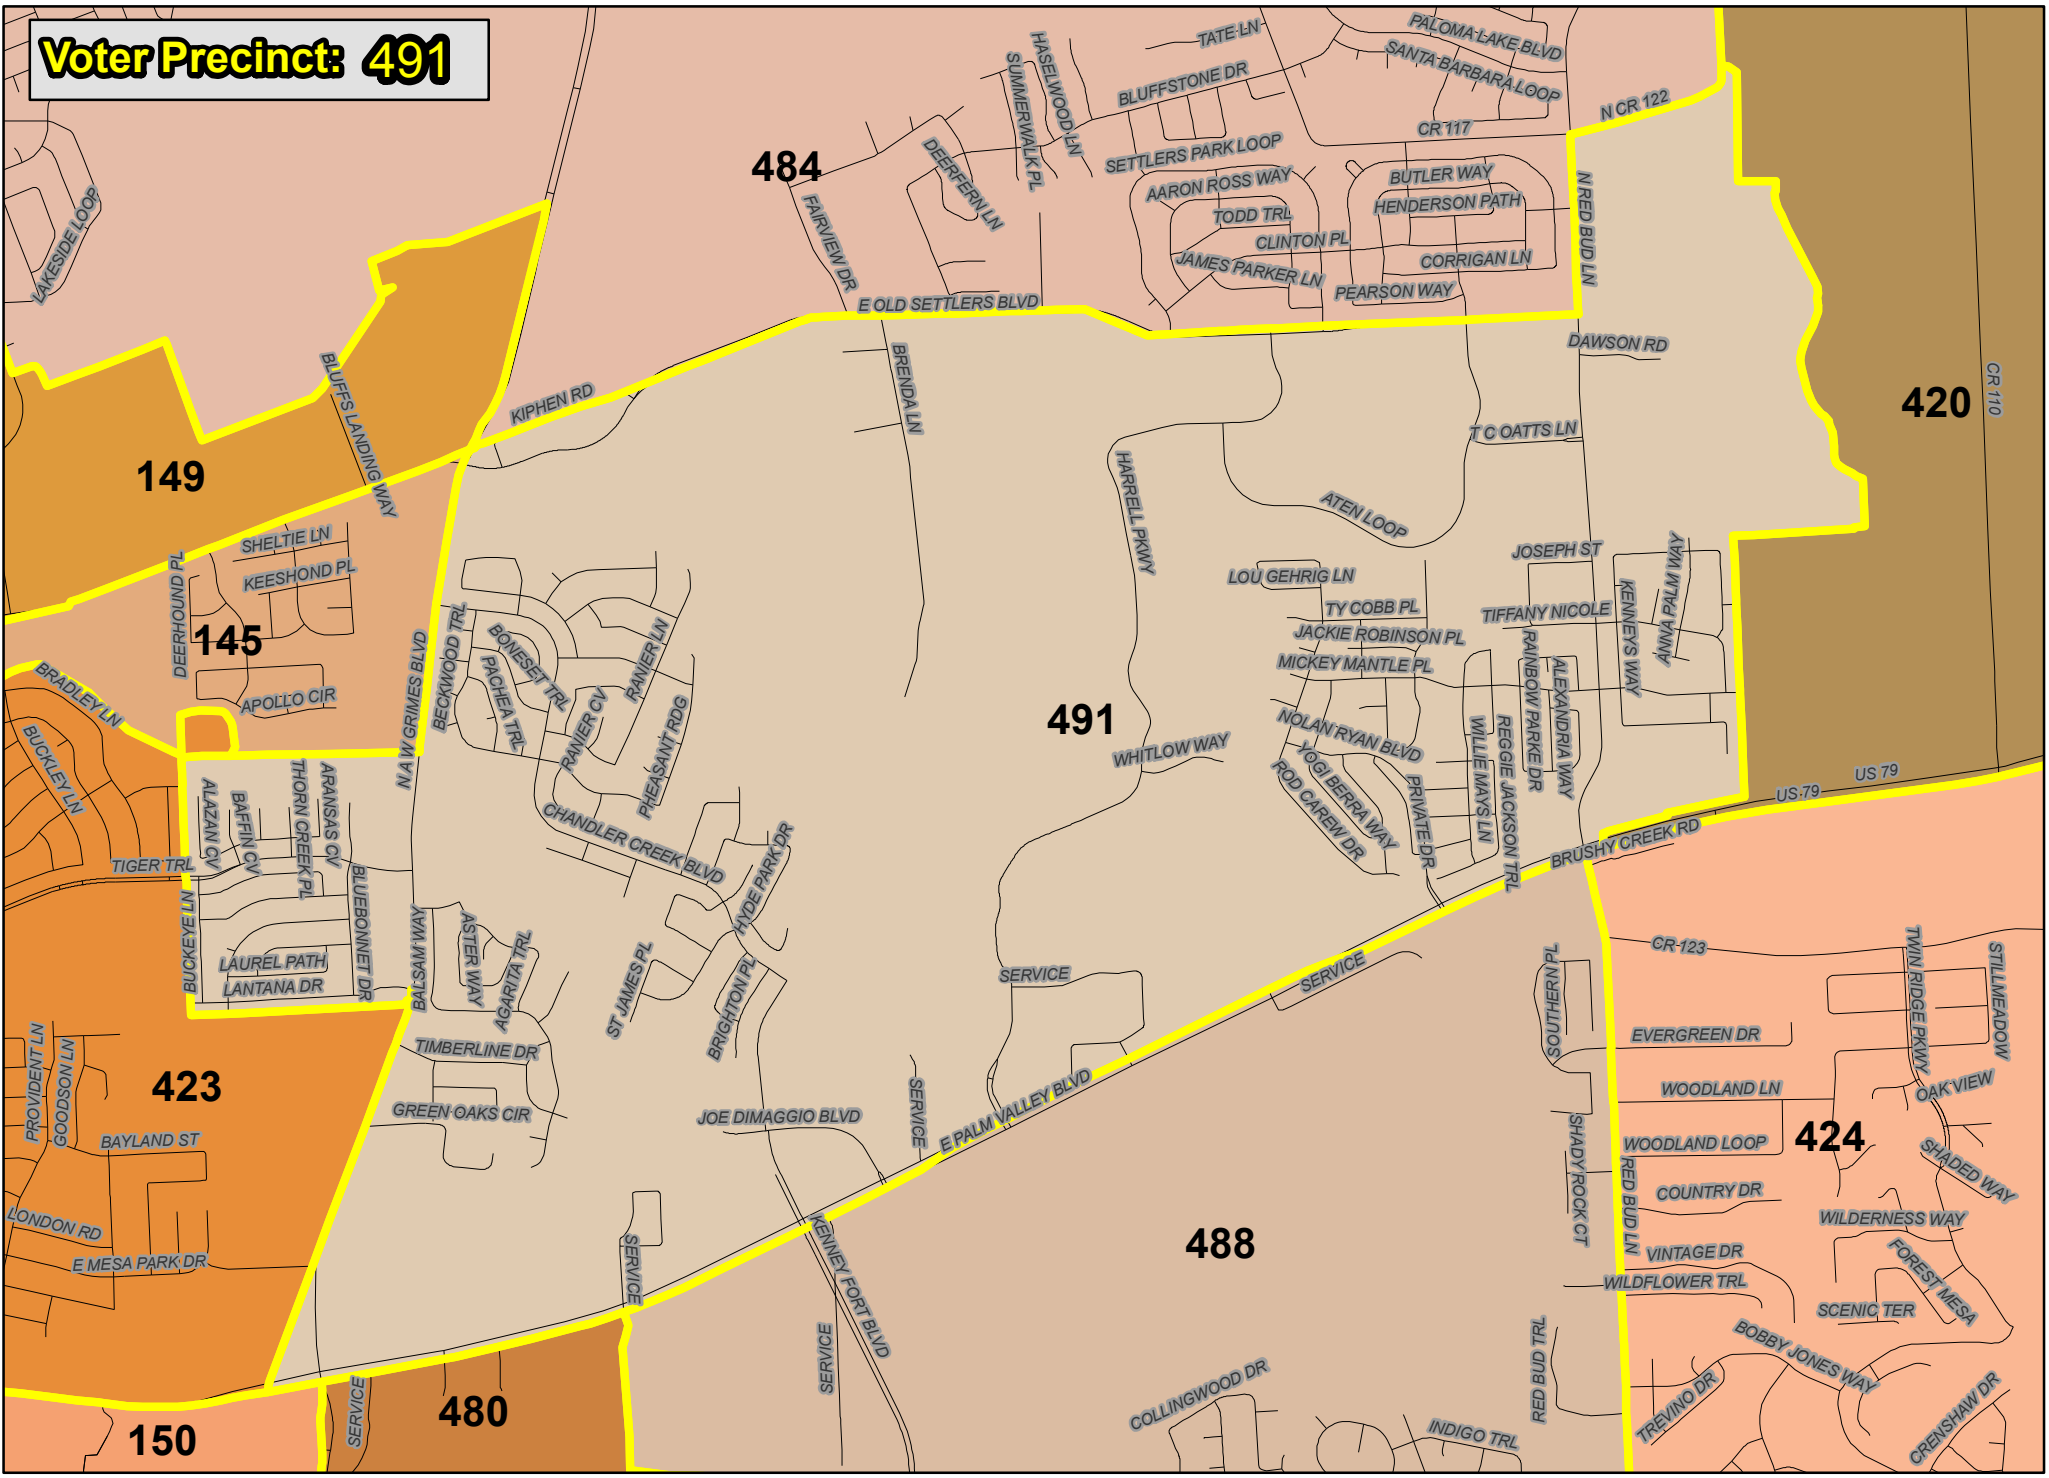 Voter Precinct: 491
TATE LN
PALOMA LAKE BLVD
SANTA BARBARA LOOP
HASELWOOD LN
SUMMERWALK PL
BLUFFSTONE DR
N CR 122
CR 117
484
DEERFERN LN
SETTLERS PARK LOOP
AARON ROSS WAY
BUTLER WAY
HENDERSON PATH
TODD TRL
CLINTON PL
N RED BUD LN
LAKESIDE LOOP
FAIRVIEW DR
JAMES PARKER LN
CORRIGAN LN
PEARSON WAY
E OLD SETTLERS BLVD
DAWSON RD
BRENDA LN
BLUFFS LANDING WAY
KIPHEN RD
420
CR 110
T C OATTS LN
149
HARRELL PKWY
ATEN LOOP
SHELTIE LN
KEESHOND PL
DEERHOUND PL
145
JOSEPH ST
LOU GEHRIG LN
TY COBB PL
TIFFANY NICOLE
KENNEYS WAY
ANNA PALM WAY
JACKIE ROBINSON PL
MICKEY MANTLE PL
RAINBOW PARKE DR
ALEXANDRIA WAY
N A W GRIMES BLVD
BECKWOOD TRL
BONESET TRL
PACHEA TRL
RANIER LN
RANIER CV
PHEASANT RDG
BRADLEY LN
APOLLO CIR
BUCKLEY LN
491
WHITLOW WAY
NOLAN RYAN BLVD
YOGI BERRA WAY
ROD CAREW DR
PRIVATE DR
WILLIE MAYS LN
REGGIE JACKSON TRL
US 79
US 79
BRUSHY CREEK RD
ALAZAN CV
BAFFIN CV
THORN CREEK PL
ARANSAS CV
CHANDLER CREEK BLVD
HYDE PARK DR
TIGER TRL
BUCKEYE LN
BLUEBONNET DR
BALSAM WAY
ASTER WAY
AGARITA TRL
LAUREL PATH
LANTANA DR
ST JAMES PL
BRIGHTON PL
SERVICE
SERVICE
SOUTHERN PL
CR 123
TWIN RIDGE PKWY
STILLMEADOW
EVERGREEN DR
PROVIDENT LN
GOODSON LN
423
TIMBERLINE DR
GREEN OAKS CIR
JOE DIMAGGIO BLVD
SERVICE
E PALM VALLEY BLVD
WOODLAND LN
OAK VIEW
BAYLAND ST
SHADY ROCK CT
WOODLAND LOOP
424
SHADED WAY
RED BUD LN
COUNTRY DR
LONDON RD
E MESA PARK DR
SERVICE
KENNEY FORT BLVD
488
WILDERNESS WAY
VINTAGE DR
FOREST MESA
WILDFLOWER TRL
SCENIC TER
SERVICE
RED BUD TRL
BOBBY JONES WAY
150
SERVICE
480
COLLINGWOOD DR
INDIGO TRL
TREVINO DR
CRENSHAW DR